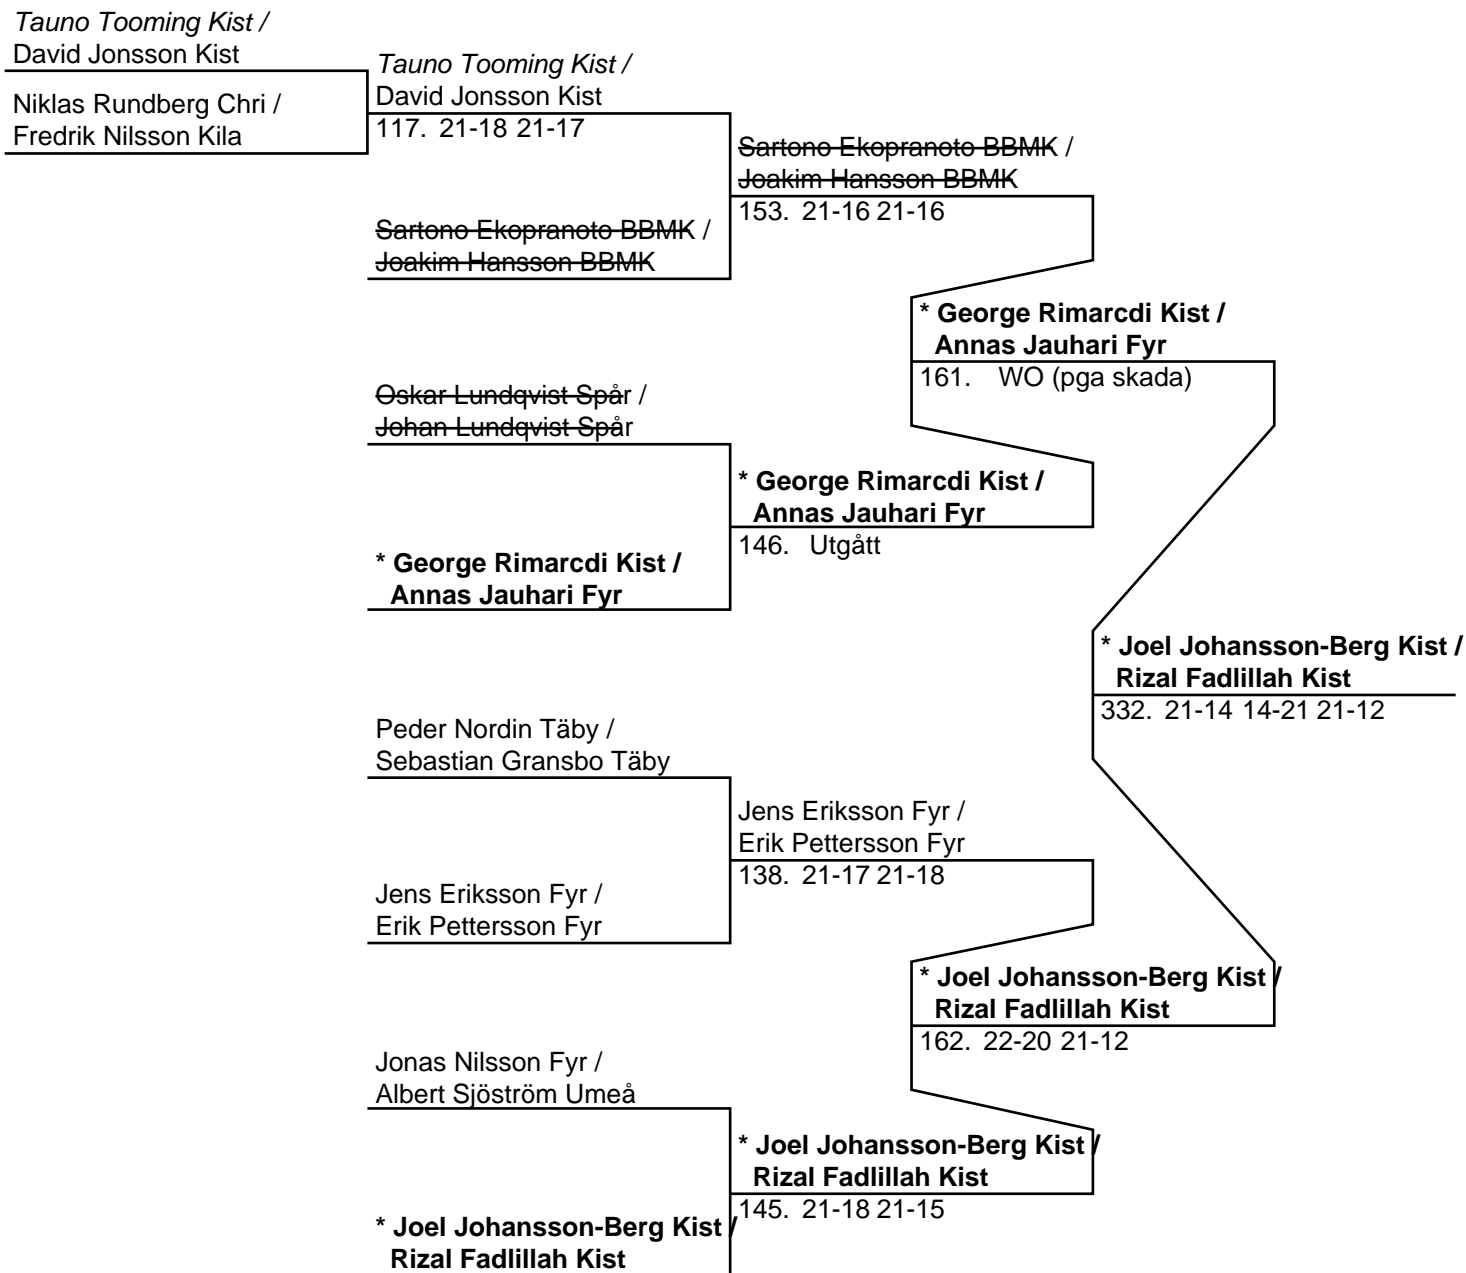 Tauno Tooming Kist /
David Jonsson Kist
Niklas Rundberg Chri /
Fredrik Nilsson Kila
Tauno Tooming Kist /
David Jonsson Kist
117. 21-18 21-17
Sartono Ekopranoto BBMK /
Joakim Hansson BBMK
Sartono Ekopranoto BBMK /
Joakim Hansson BBMK
153. 21-16 21-16
Oskar Lundqvist Spår /
Johan Lundqvist Spår
* George Rimarcdi Kist /
Annas Jauhari Fyr
* George Rimarcdi Kist /
Annas Jauhari Fyr
146. Utgått
* George Rimarcdi Kist /
Annas Jauhari Fyr
161. WO (pga skada)
Peder Nordin Täby /
Sebastian Gransbo Täby
Jens Eriksson Fyr /
Erik Pettersson Fyr
Jens Eriksson Fyr /
Erik Pettersson Fyr
138. 21-17 21-18
Jonas Nilsson Fyr /
Albert Sjöström Umeå
* Joel Johansson-Berg Kist /
Rizal Fadlillah Kist
* Joel Johansson-Berg Kist /
Rizal Fadlillah Kist
145. 21-18 21-15
* Joel Johansson-Berg Kist /
Rizal Fadlillah Kist
162. 22-20 21-12
* Joel Johansson-Berg Kist /
Rizal Fadlillah Kist
332. 21-14 14-21 21-12